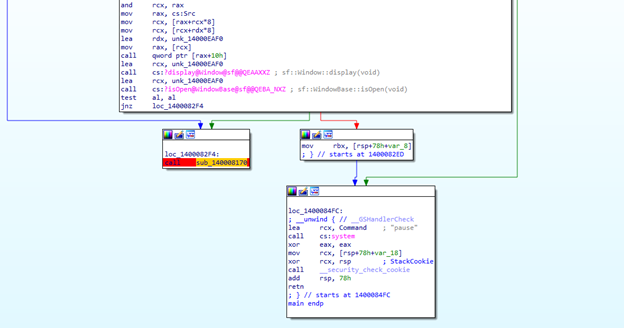 and rcx, rax
mov rax, cs:Src
mov rcx, [rax+rcx*8]
mov rcx, [rcx+rdx*8]
lea rdx, unk_14000EAF0
mov rax, [rcx]
call qword ptr [rax+10h]
lea rcx, unk_14000EAF0
call cs:?display@Window@sf@@QEAAXXZ ; sf::Window::display(void)
lea rcx, unk_14000EAF0
call cs:?isOpen@WindowBase@sf@@QEBA_NXZ ; sf::WindowBase::isOpen(void)
test al, al
jnz loc_1400082F4
loc_1400082F4:
call sub_140008170
mov rbx, [rsp+78h+var_8]
; } // starts at 1400082ED
loc_1400084FC:
; __unwind { // __GSHandlerCheck
lea rcx, Command ; "pause"
call cs:system
xor eax, eax
mov rcx, [rsp+78h+var_18]
xor rcx, rsp ; StackCookie
call __security_check_cookie
add rsp, 78h
retn
; } // starts at 1400084FC
main endp